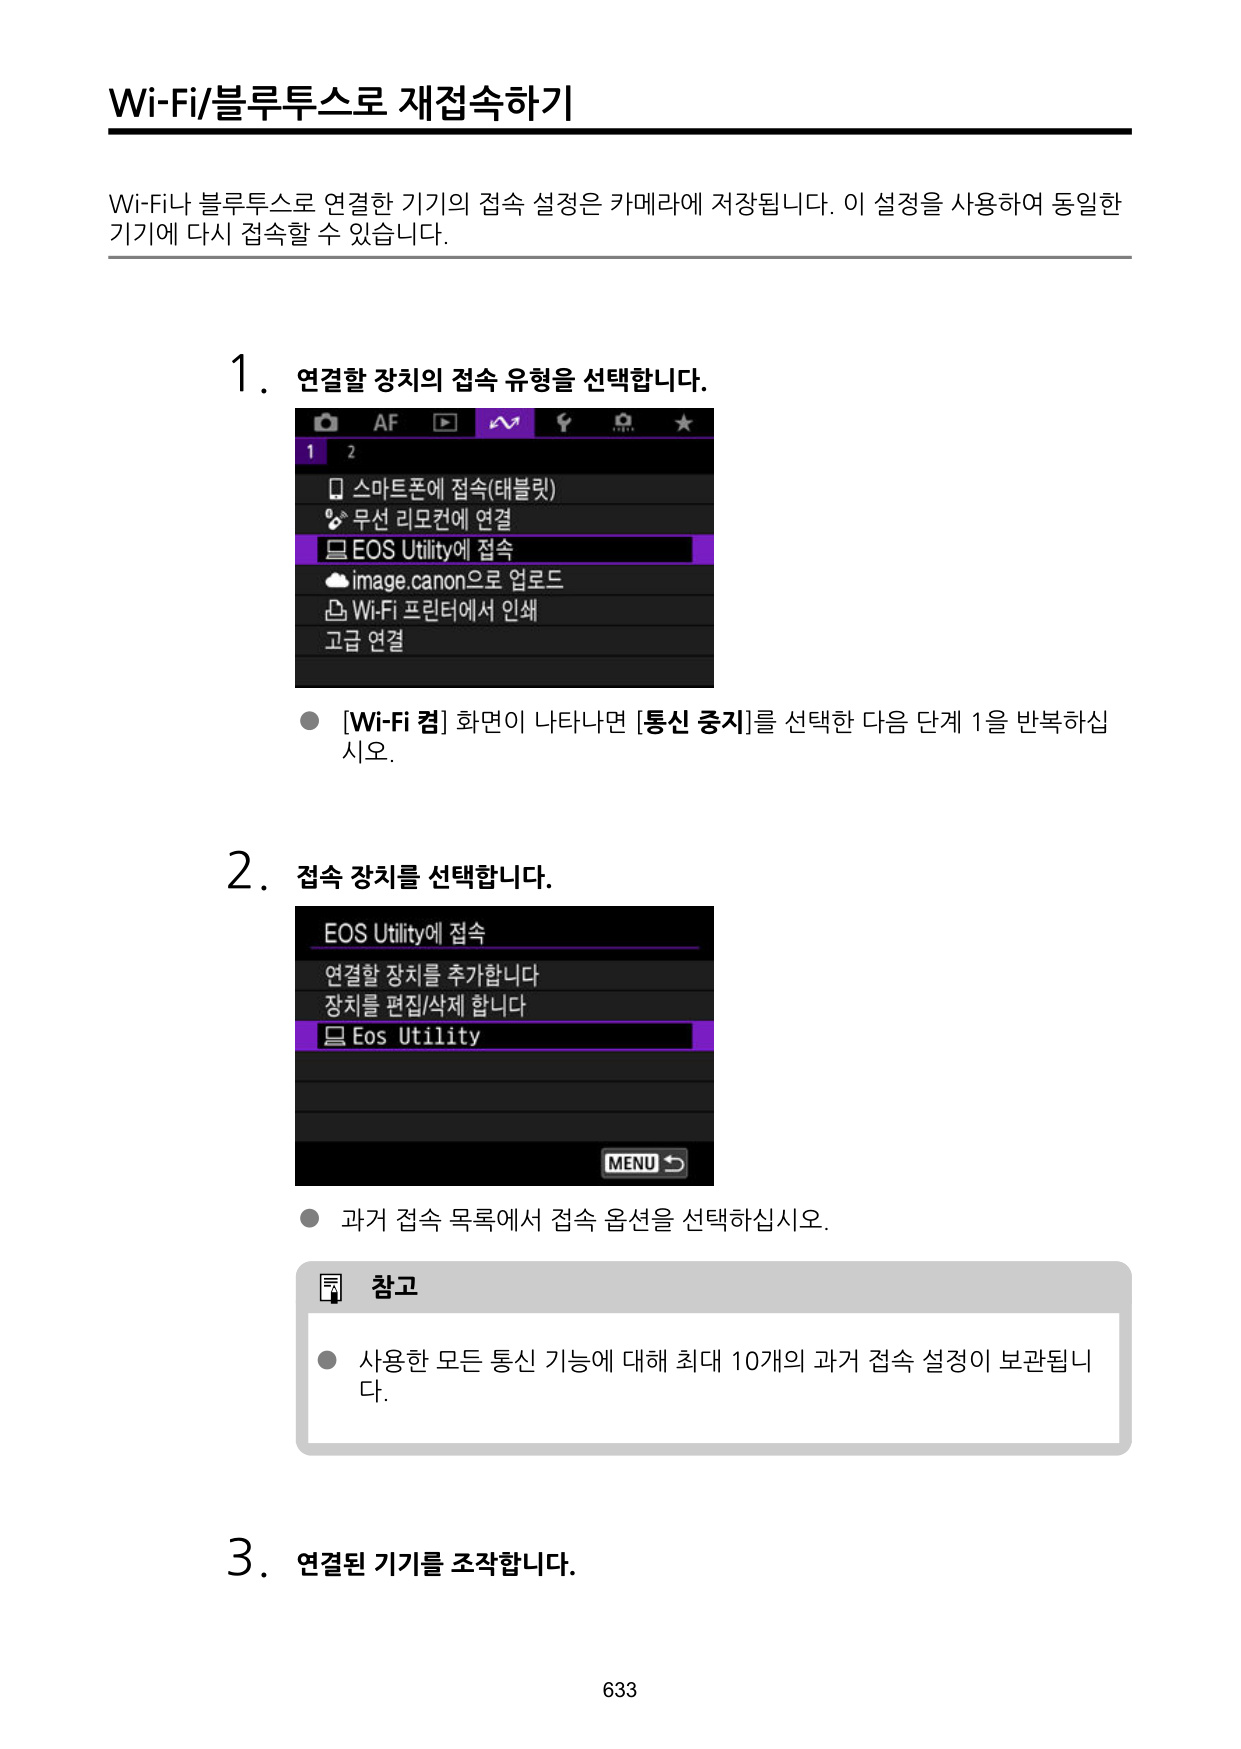 Wi-Fi/블루투스로 재접속하기
Wi-Fi나 블루투스로 연결한 기기의 접속 설정은 카메라에 저장됩니다. 이 설정을 사용하여 동일한
기기에 다시 접속할 수 있습니다.
1. 연결할 장치의 접속 유형을 선택합니다.
AF
1 2
스마트폰에 접속(태블릿)
무선 리모컨에 연결
EOS Utility에 접속
image.canon으로 업로드
Wi-Fi 프린터에서 인쇄
고급 연결
● [Wi-Fi 켬] 화면이 나타나면 [통신 중지]를 선택한 다음 단계 1을 반복하십
시오.
2. 접속 장치를 선택합니다.
EOS Utility에 접속
연결할 장치를 추가합니다
장치를 편집/삭제 합니다
Eos Utility
MENU
● 과거 접속 목록에서 접속 옵션을 선택하십시오.
참고
● 사용한 모든 통신 기능에 대해 최대 10개의 과거 접속 설정이 보관됩니
다.
3. 연결된 기기를 조작합니다.
633